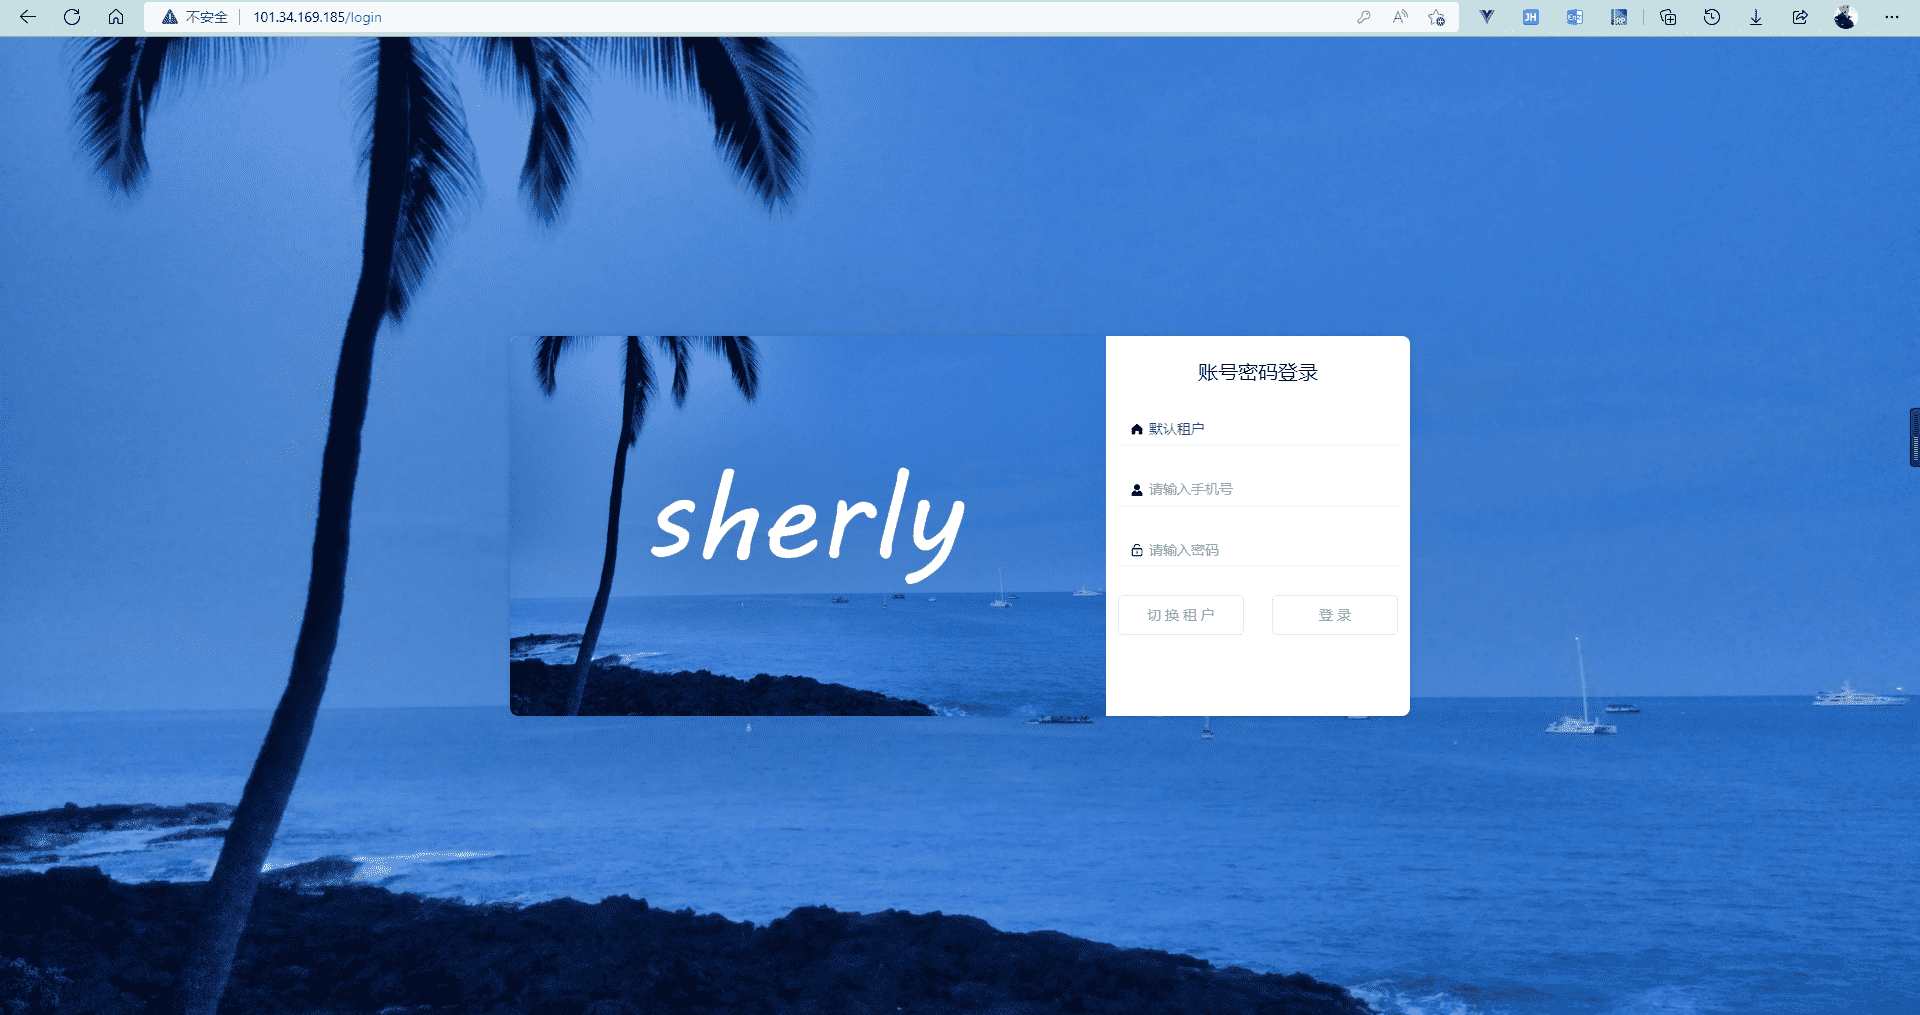 不安全
101.34.169.185/login
sherly
账号密码登录
默认租户
请输入手机号
请输入密码
切 换 租 户
登 录